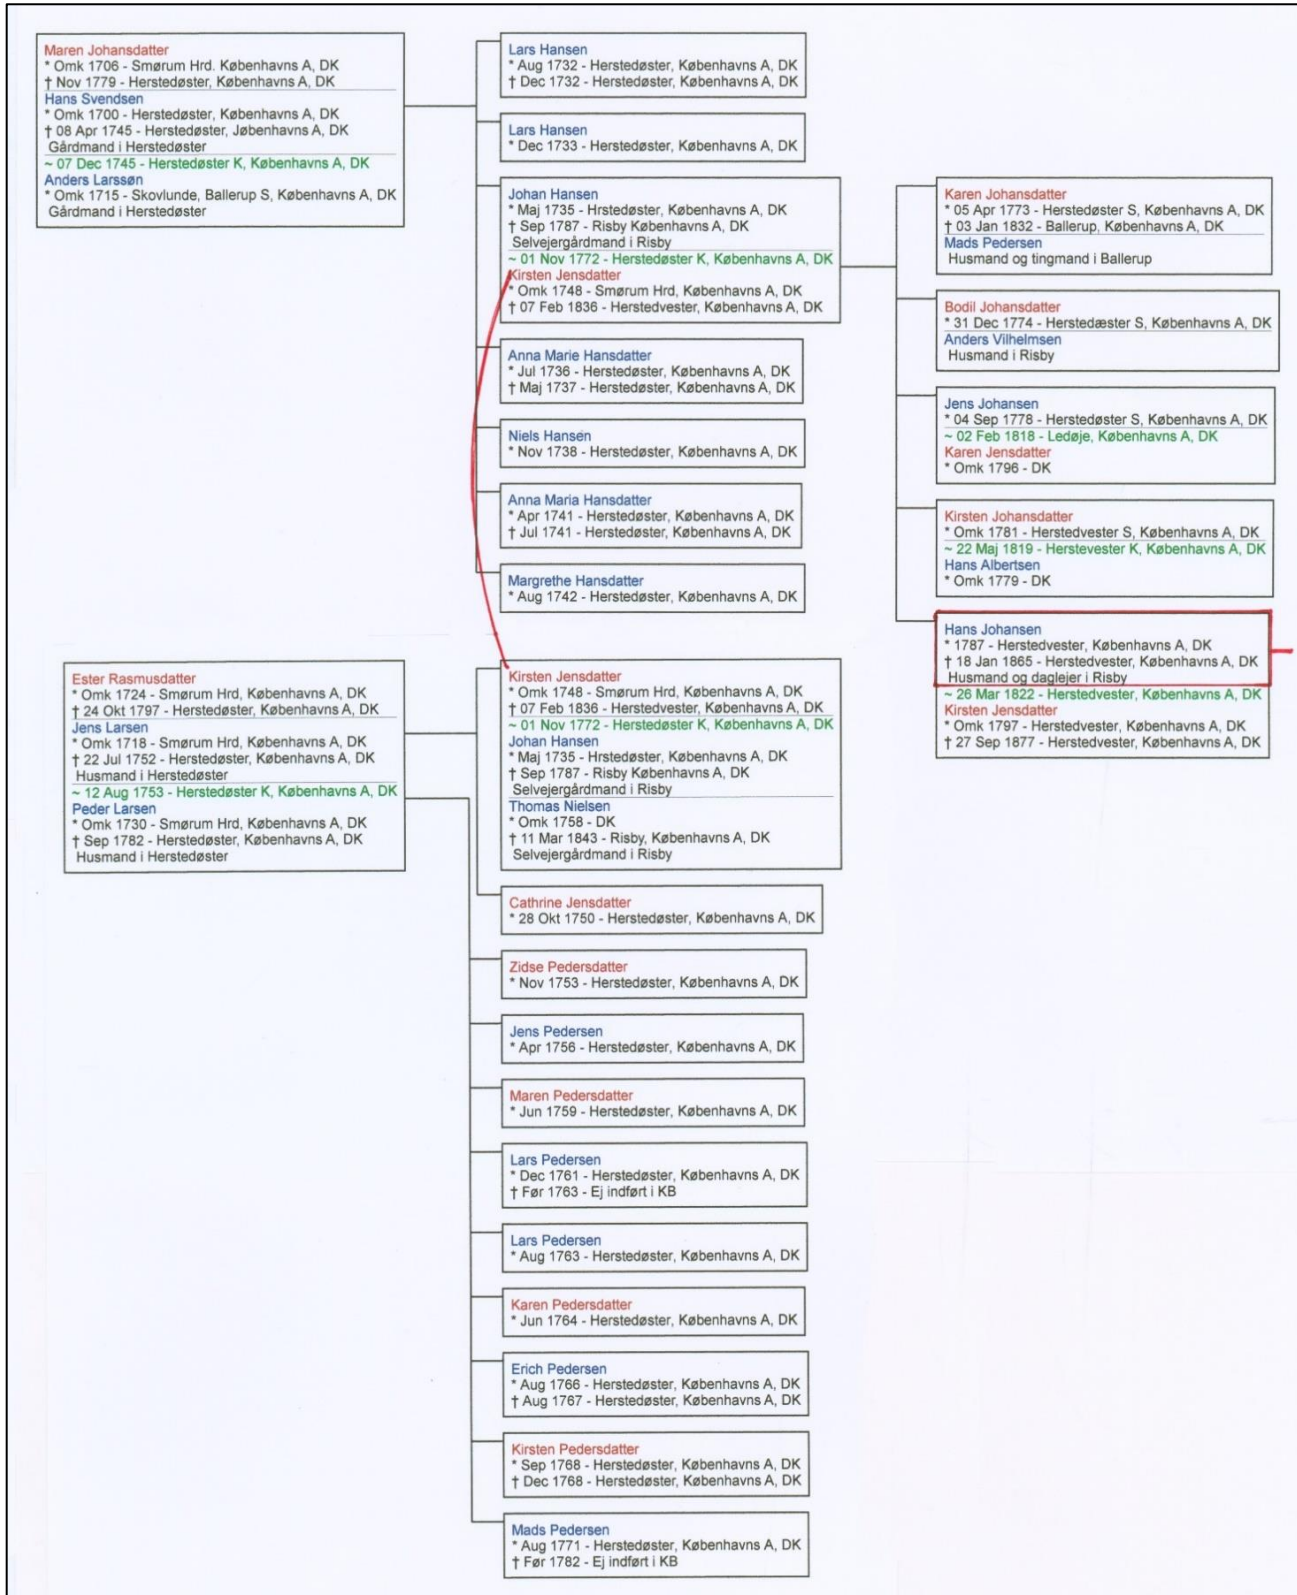 Maren Johansdatter
* Omk 1706 - Smørum Hrd. Københavns A, DK
† Nov 1779 - Herstedøster, Københavns A, DK
Hans Svendsen
* Omk 1700 - Herstedøster, Københavns A, DK
† 08 Apr 1745 - Herstedøster, Jøbenhavns A, DK
Gårdmand i Herstedøster
~ 07 Dec 1745 - Herstedøster K, Københavns A, DK
Anders Larssøn
* Omk 1715 - Skovlunde, Ballerup S, Københavns A, DK
Gårdmand i Herstedøster
Lars Hansen
* Aug 1732 - Herstedøster, Københavns A, DK
† Dec 1732 - Herstedøster, Københavns A, DK
Lars Hansen
* Dec 1733 - Herstedøster, Københavns A, DK
Johan Hansen
* Maj 1735 - Hrstedøster, Københavns A, DK
† Sep 1787 - Risby Københavns A, DK
Selvejergårdmand i Risby
~ 01 Nov 1772 - Herstedøster K, Københavns A, DK
Kirsten Jensdatter
* Omk 1748 - Smørum Hrd, Københavns A, DK
† 07 Feb 1836 - Herstedvester, Københavns A, DK
Anna Marie Hansdatter
* Jul 1736 - Herstedøster, Københavns A, DK
† Maj 1737 - Herstedøster, Københavns A, DK
Niels Hansen
* Nov 1738 - Herstedøster, Københavns A, DK
Anna Maria Hansdatter
* Apr 1741 - Herstedøster, Københavns A, DK
† Jul 1741 - Herstedøster, Københavns A, DK
Margrethe Hansdatter
* Aug 1742 - Herstedøster, Københavns A, DK
Karen Johansdatter
* 05 Apr 1773 - Herstedøster S, Københavns A, DK
† 03 Jan 1832 - Ballerup, Københavns A, DK
Mads Pedersen
Husmand og tingmand i Ballerup
Bodil Johansdatter
* 31 Dec 1774 - Herstedæster S, Københavns A, DK
Anders Vilhelmsen
Husmand i Risby
Jens Johansen
* 04 Sep 1778 - Herstedøster S, Københavns A, DK
~ 02 Feb 1818 - Ledøje, Københavns A, DK
Karen Jensdatter
* Omk 1796 - DK
Kirsten Johansdatter
* Omk 1781 - Herstedvester S, Københavns A, DK
~ 22 Maj 1819 - Herstevester K, Københavns A, DK
Hans Albertsen
* Omk 1779 - DK
Hans Johansen
* 1787 - Herstedvester, Københavns A, DK
† 18 Jan 1865 - Herstedvester, Københavns A, DK
Husmand og daglejer i Risby
~ 26 Mar 1822 - Herstedvester, Københavns A, DK
Kirsten Jensdatter
* Omk 1797 - Herstedvester, Københavns A, DK
† 27 Sep 1877 - Herstedvester, Københavns A, DK
Ester Rasmusdatter
* Omk 1724 - Smørum Hrd, Københavns A, DK
† 24 Okt 1797 - Herstedøster, Københavns A, DK
Jens Larsen
* Omk 1718 - Smørum Hrd, Københavns A, DK
† 22 Jul 1752 - Herstedøster, Københavns A, DK
Husmand i Herstedøster
~ 12 Aug 1753 - Herstedøster K, Københavns A, DK
Peder Larsen
* Omk 1730 - Smørum Hrd, Københavns A, DK
† Sep 1782 - Herstedøster, Københavns A, DK
Husmand i Herstedøster
Kirsten Jensdatter
* Omk 1748 - Smørum Hrd, Københavns A, DK
† 07 Feb 1836 - Herstedvester, Københavns A, DK
~ 01 Nov 1772 - Herstedøster K, Københavns A, DK
Johan Hansen
* Maj 1735 - Hrstedøster, Københavns A, DK
† Sep 1787 - Risby Københavns A, DK
Selvejergårdmand i Risby
Thomas Nielsen
* Omk 1758 - DK
† 11 Mar 1843 - Risby, Københavns A, DK
Selvejergårdmand i Risby
Cathrine Jensdatter
* 28 Okt 1750 - Herstedøster, Københavns A, DK
Zidse Pedersdatter
* Nov 1753 - Herstedøster, Københavns A, DK
Jens Pedersen
* Apr 1756 - Herstedøster, Københavns A, DK
Maren Pedersdatter
* Jun 1759 - Herstedøster, Københavns A, DK
Lars Pedersen
* Dec 1761 - Herstedøster, Københavns A, DK
† Før 1763 - Ej indført i KB
Lars Pedersen
* Aug 1763 - Herstedøster, Københavns A, DK
Karen Pedersdatter
* Jun 1764 - Herstedøster, Københavns A, DK
Erich Pedersen
* Aug 1766 - Herstedøster, Københavns A, DK
† Aug 1767 - Herstedøster, Københavns A, DK
Kirsten Pedersdatter
* Sep 1768 - Herstedøster, Københavns A, DK
† Dec 1768 - Herstedøster, Københavns A, DK
Mads Pedersen
* Aug 1771 - Herstedøster, Københavns A, DK
† Før 1782 - Ej indført i KB